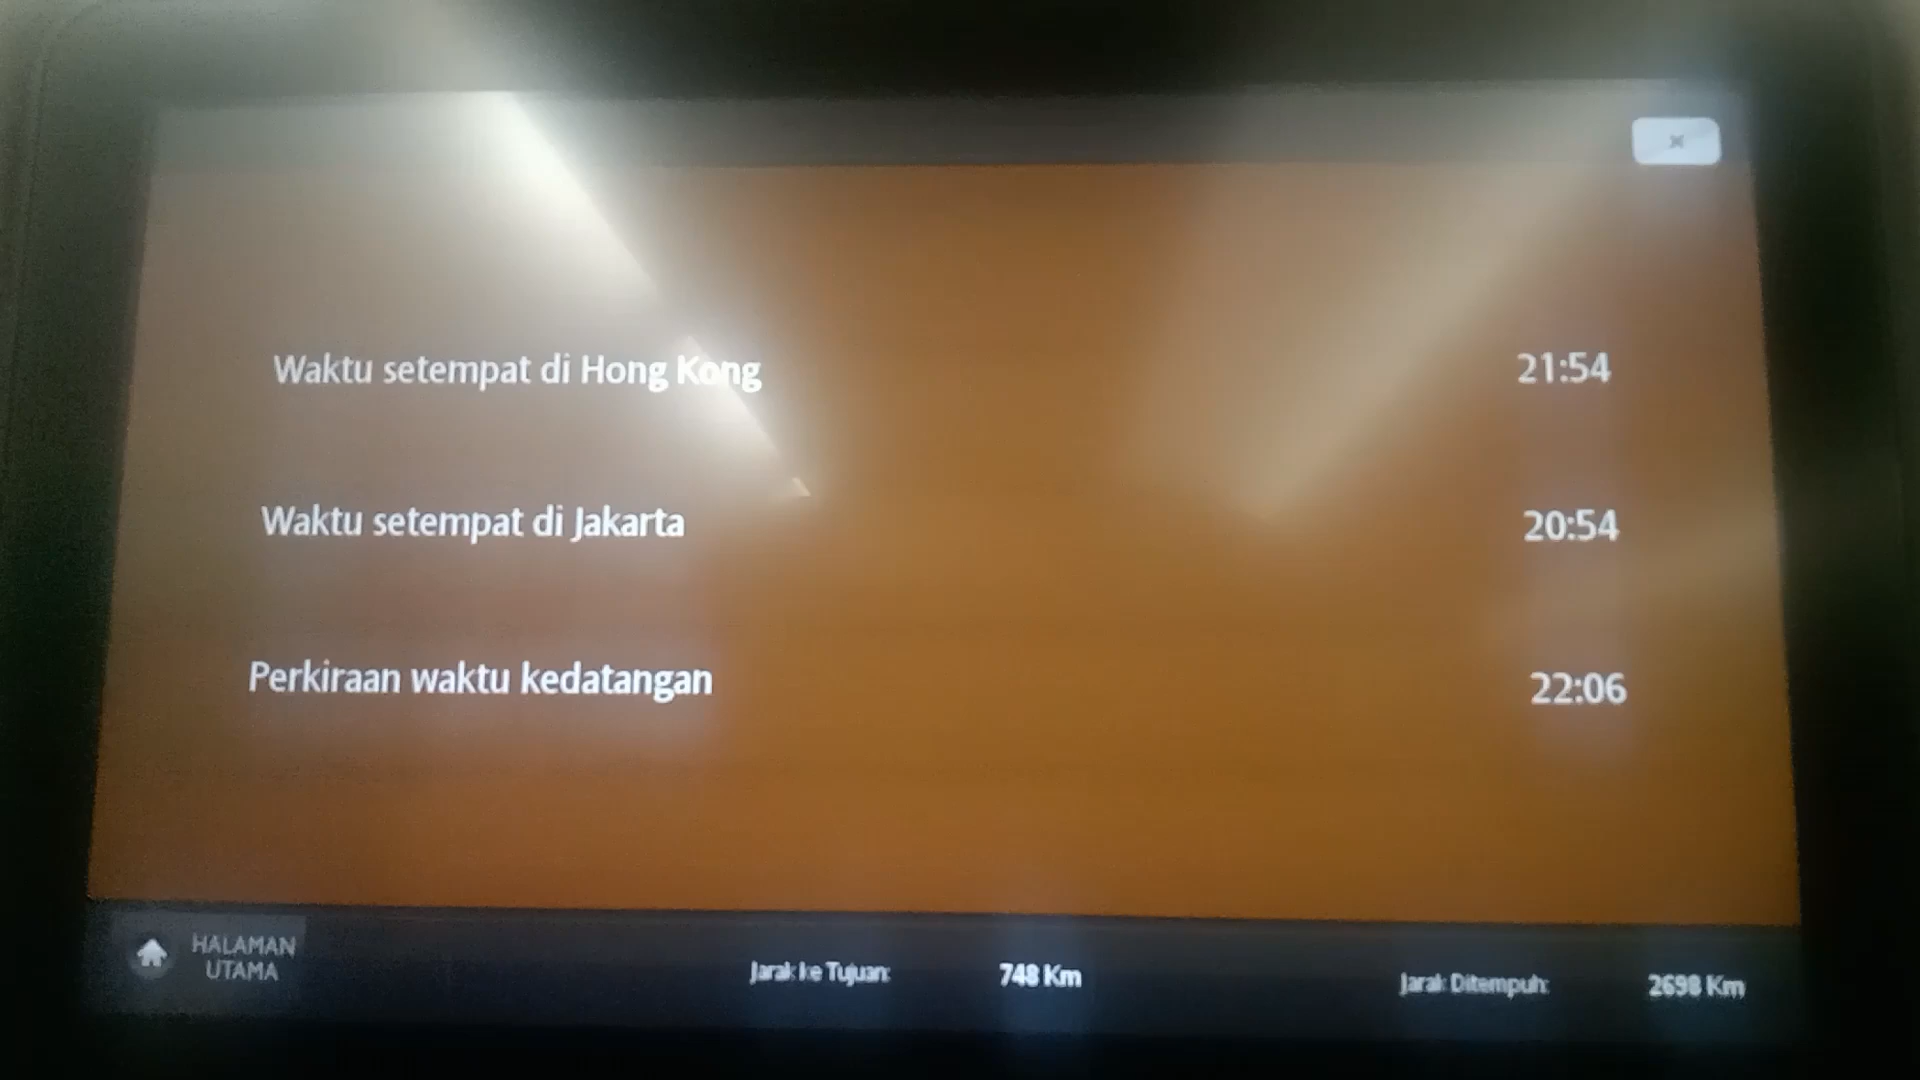 Waktu setempat di Hong Kong 21:54
Waktu setempat di Jakarta 20:54
Perkiraan waktu kedatangan 22:06
HALAMAN
UTAMA
Jarak ke Tujuan: 748 Km
Jarak Ditempuh: 2698 Km